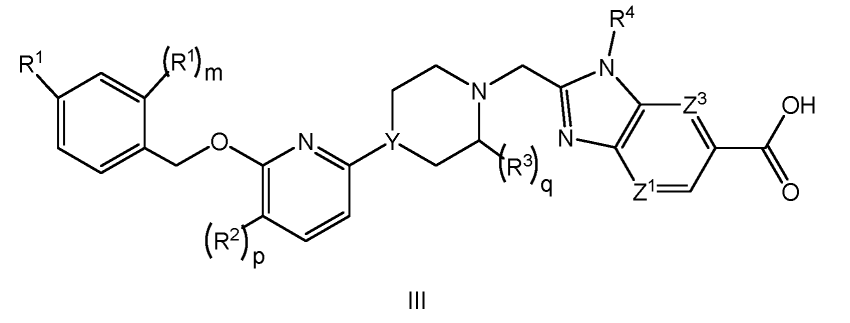 R⁴
R¹ (R¹)m
N N Z³ OH
O N Y N
(R³)q Z¹ O
(R²)p
III